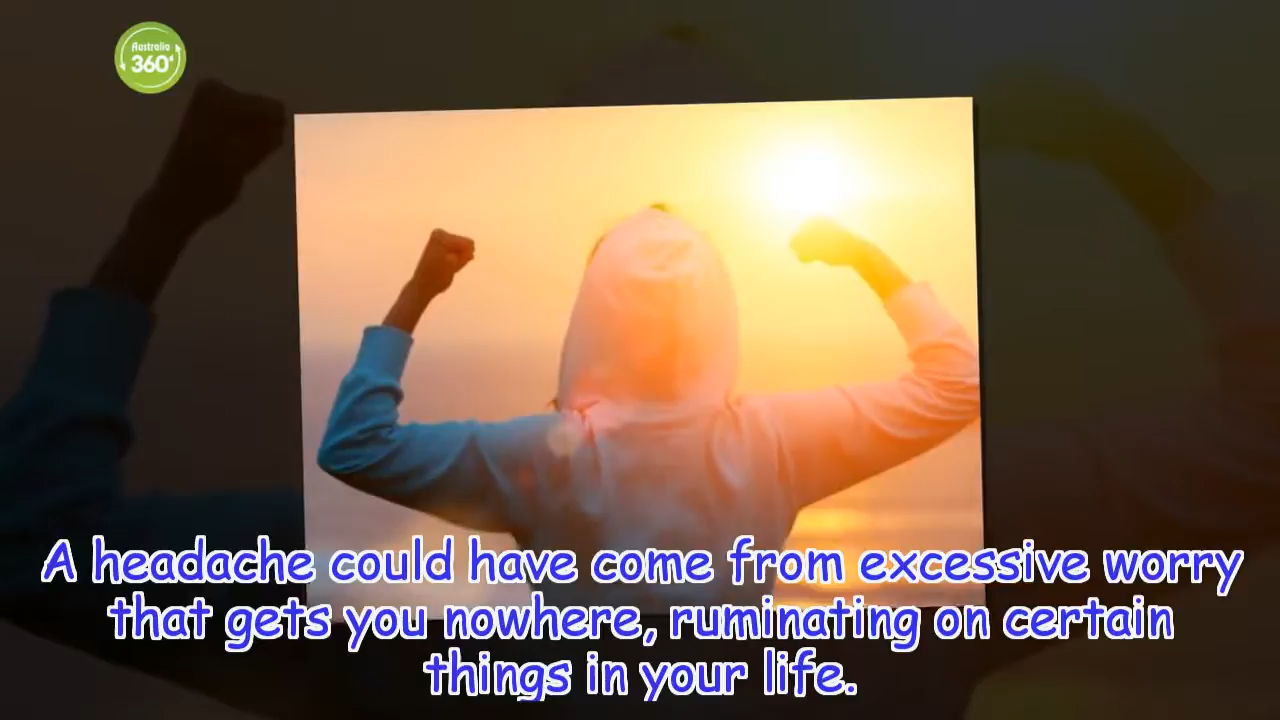 Australia
360°
A headache could have come from excessive worry
that gets you nowhere, ruminating on certain
things in your life.